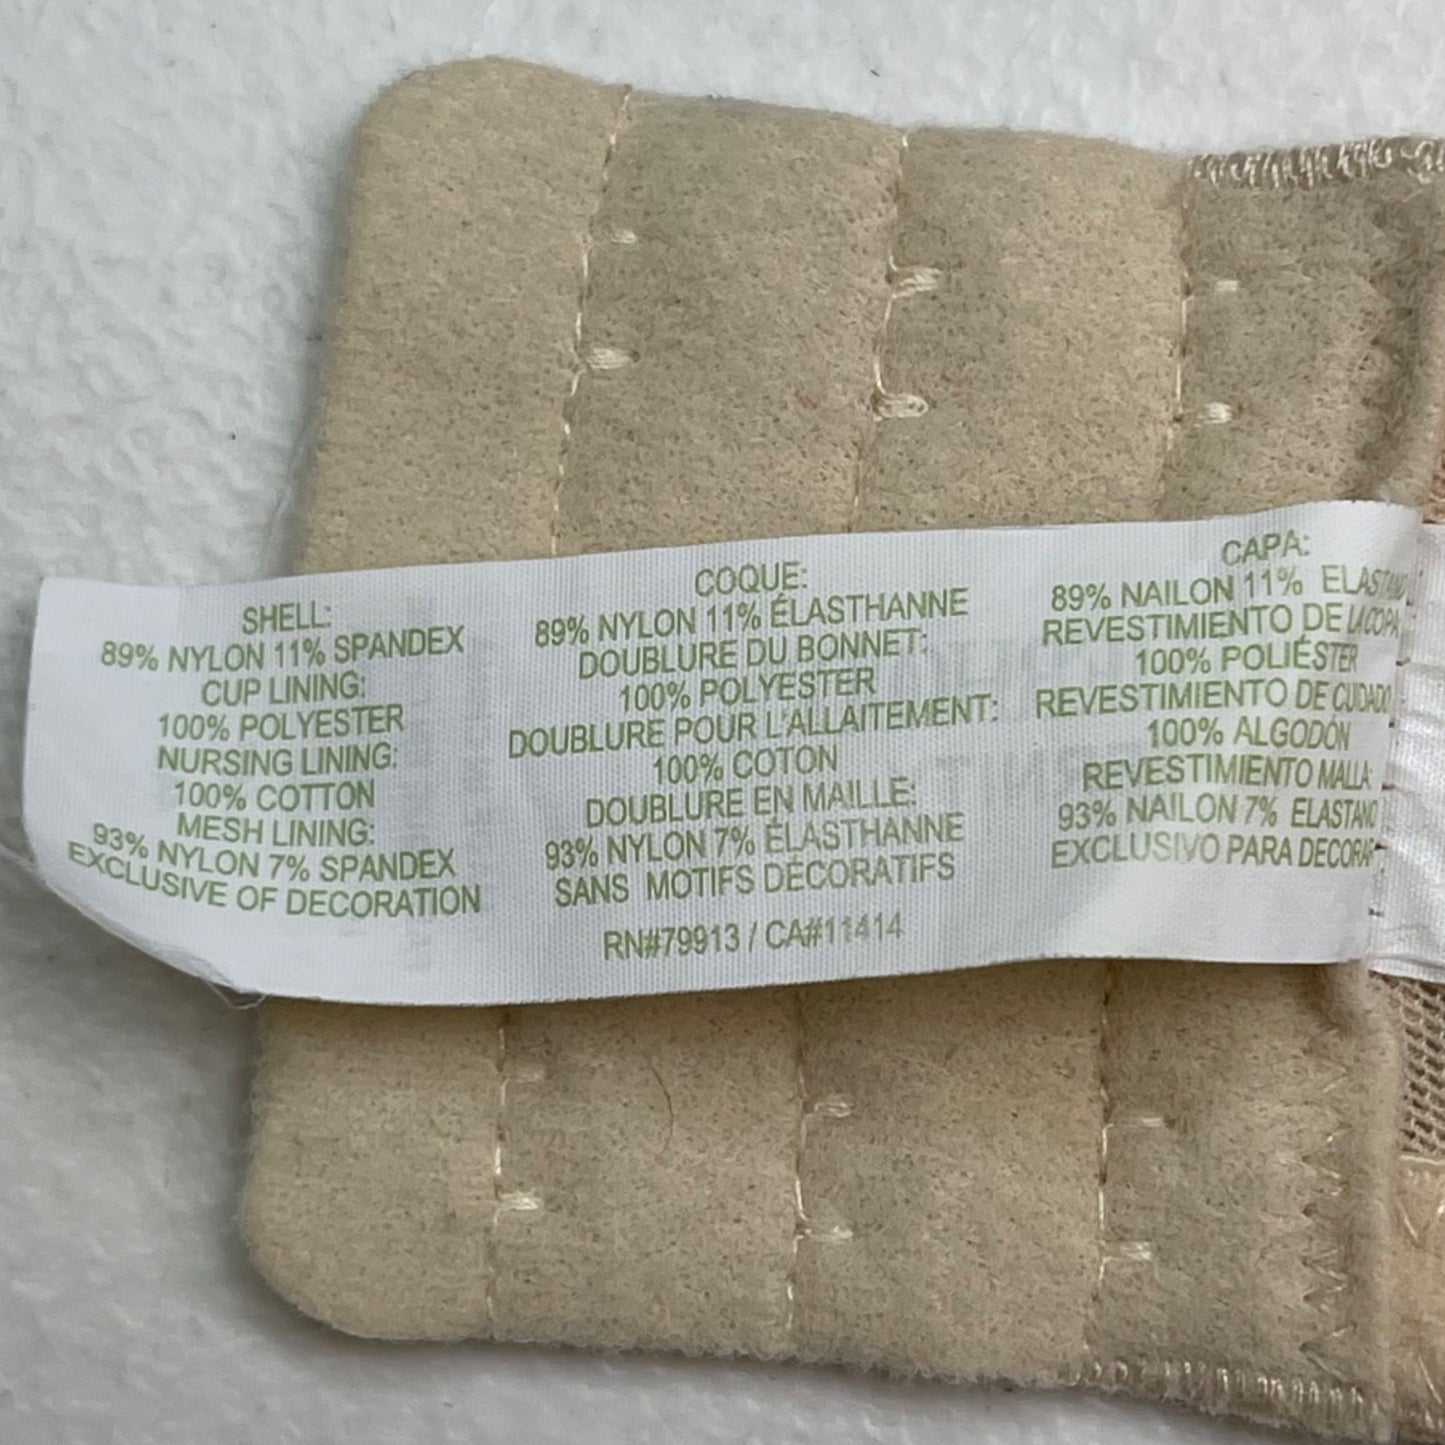 SHELL:
89% NYLON 11% SPANDEX
CUP LINING:
100% POLYESTER
NURSING LINING:
100% COTTON
MESH LINING:
93% NYLON 7% SPANDEX
EXCLUSIVE OF DECORATION
COQUE:
89% NYLON 11% ÉLASTHANNE
DOUBLURE DU BONNET:
100% POLYESTER
DOUBLURE POUR L'ALLAITEMENT:
100% COTON
DOUBLURE EN MAILLE:
93% NYLON 7% ÉLASTHANNE
SANS MOTIFS DÉCORATIFS
RN#79913 / CA#11414
CAPA:
89% NAILON 11% ELASTANO
REVESTIMIENTO DE LA COPA:
100% POLIÉSTER
REVESTIMIENTO DE CUIDADO
100% ALGODÓN
REVESTIMIENTO MALLA:
93% NAILON 7% ELASTANO
EXCLUSIVO PARA DECORAR